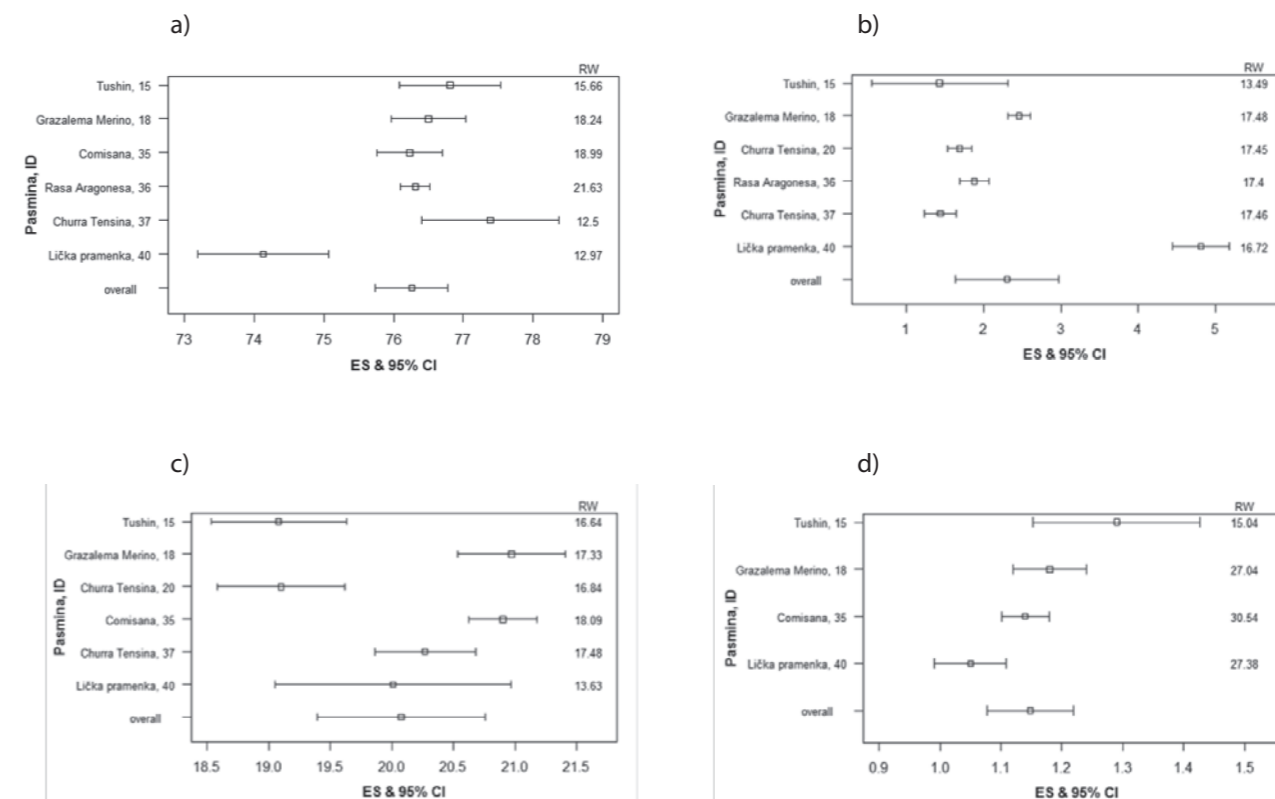 a)
RW
Tushin, 15 15.66
Grazalema Merino, 18 18.24
Comisana, 35 18.99
Rasa Aragonesa, 36 21.63
Churra Tensina, 37 12.5
Lička pramenka, 40 12.97
overall
Pasmina, ID
73 74 75 76 77 78 79
ES & 95% CI
b)
RW
Tushin, 15 13.49
Grazalema Merino, 18 17.48
Churra Tensina, 20 17.45
Rasa Aragonesa, 36 17.4
Churra Tensina, 37 17.46
Lička pramenka, 40 16.72
overall
Pasmina, ID
1 2 3 4 5
ES & 95% CI
c)
RW
Tushin, 15 16.64
Grazalema Merino, 18 17.33
Churra Tensina, 20 16.84
Comisana, 35 18.09
Churra Tensina, 37 17.48
Lička pramenka, 40 13.63
overall
Pasmina, ID
18.5 19.0 19.5 20.0 20.5 21.0 21.5
ES & 95% CI
d)
RW
Tushin, 15 15.04
Grazalema Merino, 18 27.04
Comisana, 35 30.54
Lička pramenka, 40 27.38
overall
Pasmina, ID
0.9 1.0 1.1 1.2 1.3 1.4 1.5
ES & 95% CI